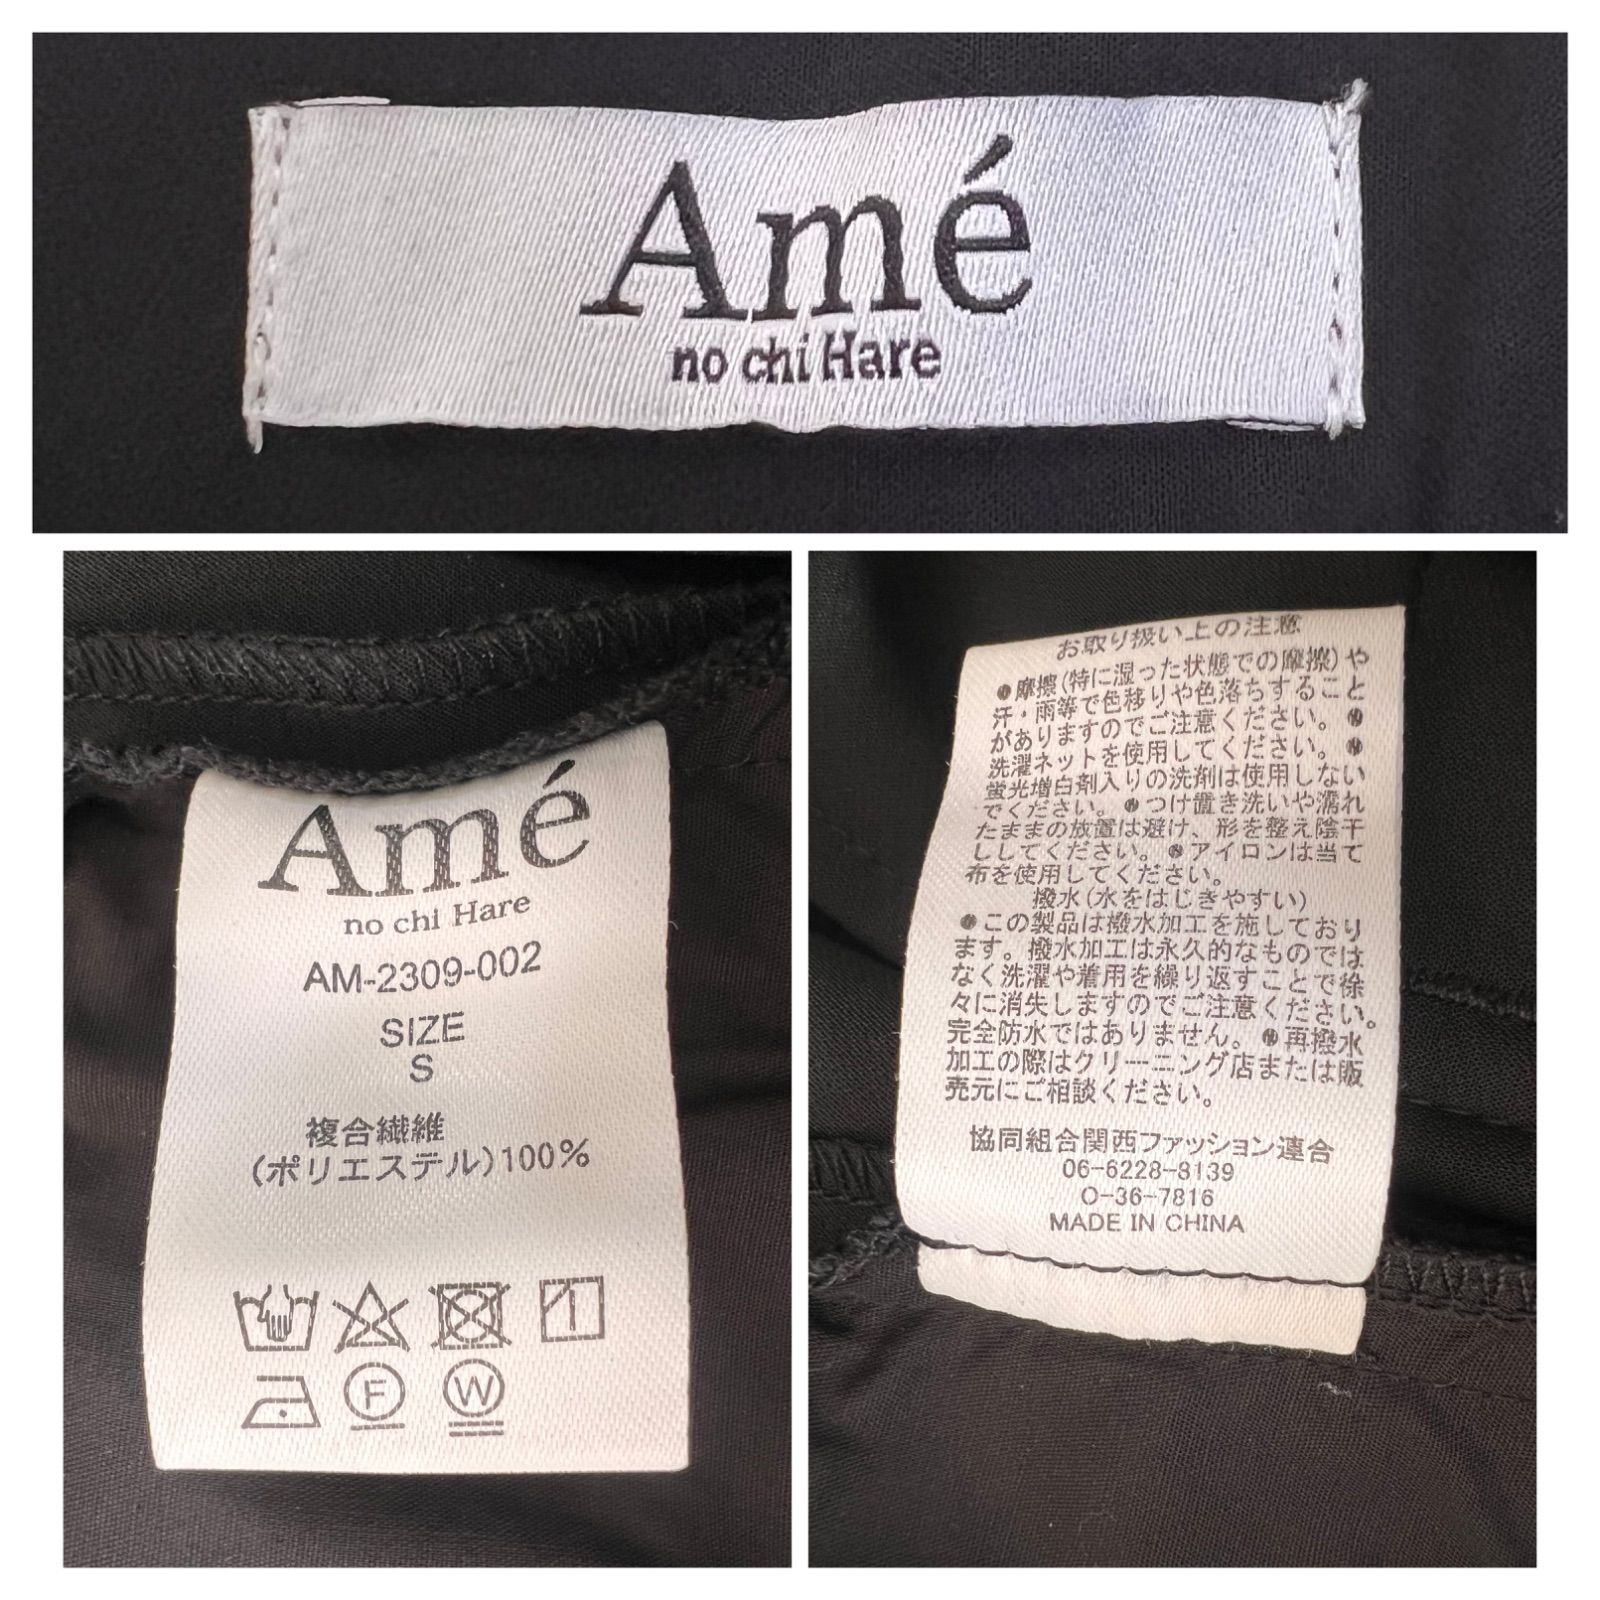 Amé
no chi Hare
Amé
no chi Hare
AM-2309-002
SIZE
S
複合繊維
(ポリエステル)100%
F
W
お取り扱い上の注意
●摩擦(特に湿った状態での摩擦)や
汗・雨等で色移りや色落ちすること
がありますのでご注意ください。●
洗濯ネットを使用してください。●
蛍光増白剤入りの洗剤は使用しない
でください。●つけ置き洗いや濡れ
たままの放置は避け、形を整え陰干
ししてください。●アイロンは当て
布を使用してください。
撥水(水をはじきやすい)
●この製品は撥水加工を施しており
ます。撥水加工は永久的なものでは
なく洗濯や着用を繰り返すことで徐
々に消失しますのでご注意ください。
完全防水ではありません。●再撥水
加工の際はクリーニング店または販
売元にご相談ください。
協同組合関西ファッション連合
06-6228-8139
O-36-7816
MADE IN CHINA